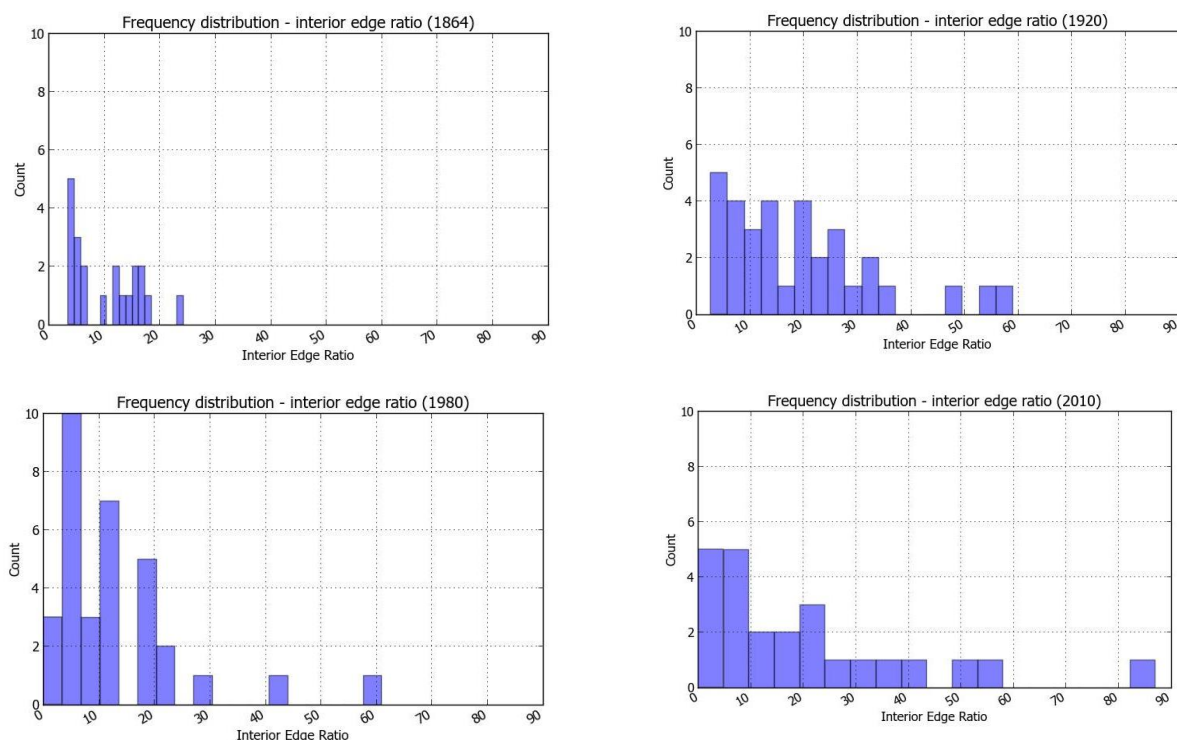 Frequency distribution - interior edge ratio (1864)
10
8
6
4
2
0
Count
0 10 20 30 40 50 60 70 80 90
Interior Edge Ratio
Frequency distribution - interior edge ratio (1920)
10
8
6
4
2
0
Count
0 10 20 30 40 50 60 70 80 90
Interior Edge Ratio
Frequency distribution - interior edge ratio (1980)
10
8
6
4
2
0
Count
0 10 20 30 40 50 60 70 80 90
Interior Edge Ratio
Frequency distribution - interior edge ratio (2010)
10
8
6
4
2
0
Count
0 10 20 30 40 50 60 70 80 90
Interior Edge Ratio